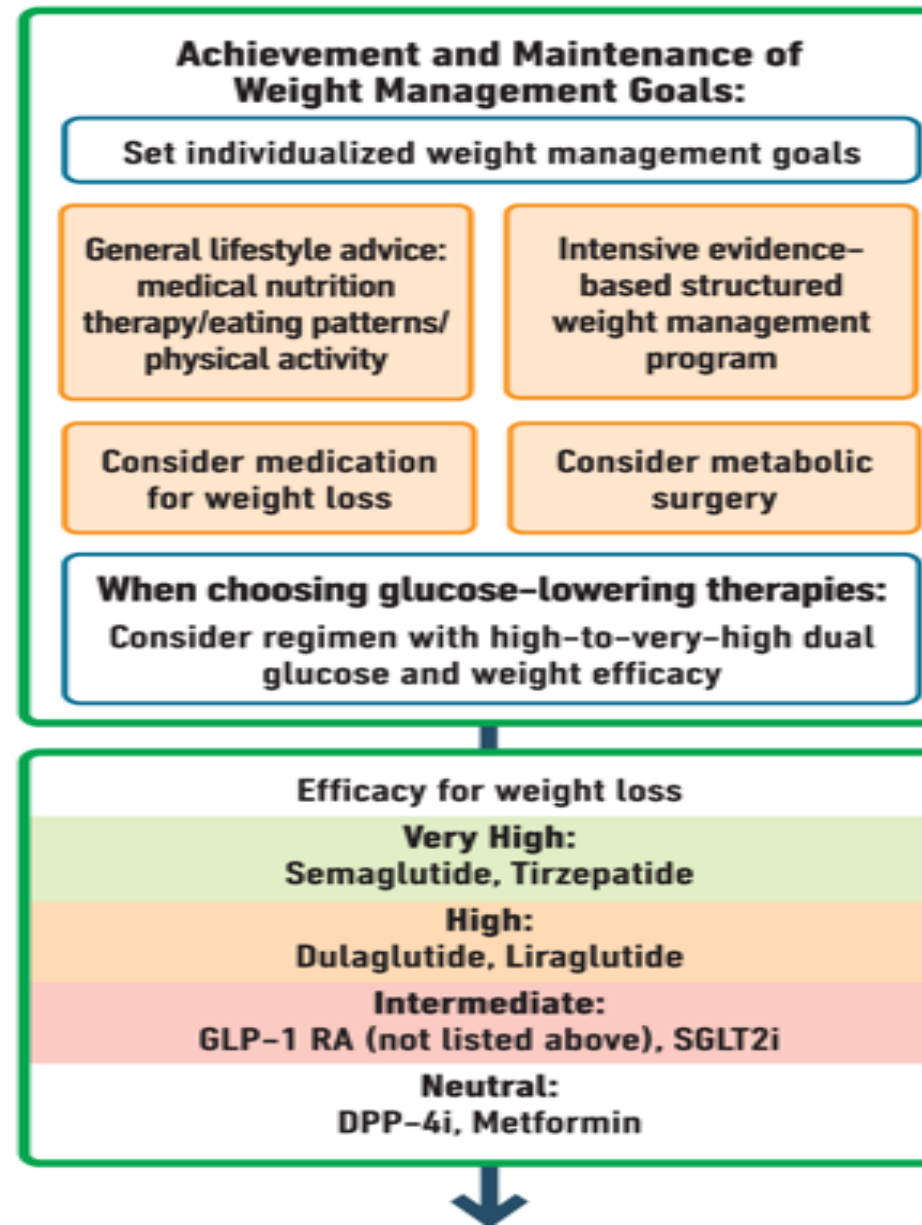 Achievement and Maintenance of
Weight Management Goals:
Set individualized weight management goals
General lifestyle advice:
medical nutrition
therapy/eating patterns/
physical activity
Intensive evidence-
based structured
weight management
program
Consider medication
for weight loss
Consider metabolic
surgery
When choosing glucose-lowering therapies:
Consider regimen with high-to-very-high dual
glucose and weight efficacy
Efficacy for weight loss
Very High:
Semaglutide, Tirzepatide
High:
Dulaglutide, Liraglutide
Intermediate:
GLP-1 RA (not listed above), SGLT2i
Neutral:
DPP-4i, Metformin